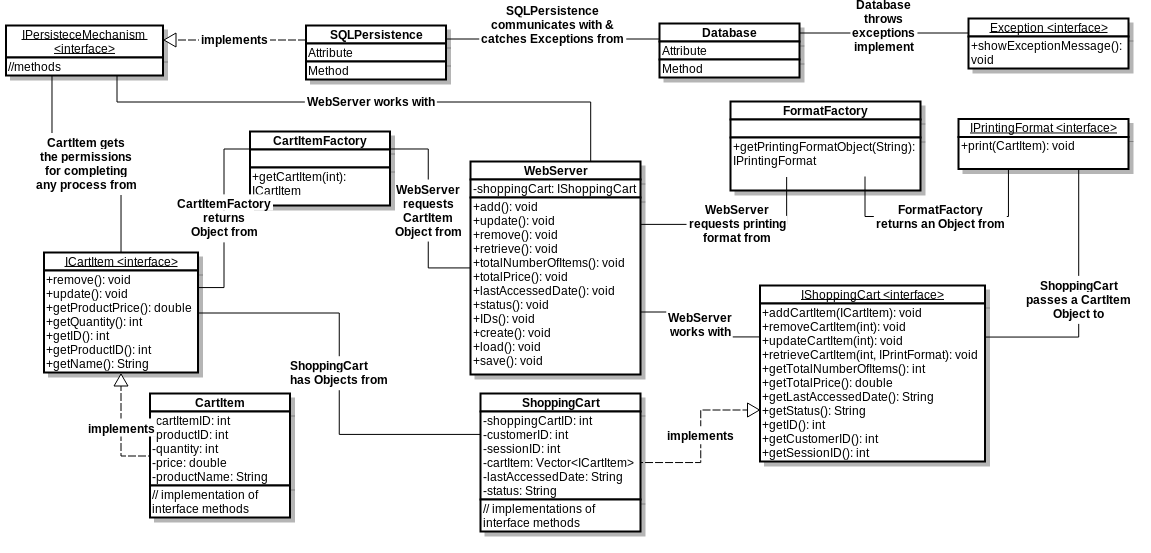 IPersisteceMechanism
<interface>
//methods
implements
SQLPersistence
Attribute
Method
SQLPersistence
communicates with &
catches Exceptions from
Database
Attribute
Method
Database
throws
exceptions
implement
Exception <interface>
+showExceptionMessage():
void
WebServer works with
CartItem gets
the permissions
for completing
any process from
CartItemFactory
+getCartItem(int):
ICartItem
CartItemFactory
returns
Object from
WebServer
requests
CartItem
Object from
WebServer
-shoppingCart: IShoppingCart
+add(): void
+update(): void
+remove(): void
+retrieve(): void
+totalNumberOfItems(): void
+totalPrice(): void
+lastAccessedDate(): void
+status(): void
+IDs(): void
+create(): void
+load(): void
+save(): void
FormatFactory
+getPrintingFormatObject(String):
IPrintingFormat
IPrintingFormat <interface>
+print(CartItem): void
WebServer
requests printing
format from
FormatFactory
returns an Object from
ICartItem <interface>
+remove(): void
+update(): void
+getProductPrice(): double
+getQuantity(): int
+getID(): int
+getProductID(): int
+getName(): String
ShoppingCart
has Objects from
WebServer
works with
IShoppingCart <interface>
+addCartItem(ICartItem): void
+removeCartItem(int): void
+updateCartItem(int): void
+retrieveCartItem(int, IPrintFormat): void
+getTotalNumberOfItems(): int
+getTotalPrice(): double
+getLastAccessedDate(): String
+getStatus(): String
+getID(): int
+getCustomerID(): int
+getSessionID(): int
ShoppingCart
passes a CartItem
Object to
implements
CartItem
cartItemID: int
productID: int
-quantity: int
-price: double
-productName: String
// implementation of
interface methods
ShoppingCart
-shoppingCartID: int
-customerID: int
-sessionID: int
-cartItem: Vector<ICartItem>
-lastAccessedDate: String
-status: String
// implementations of
interface methods
implements